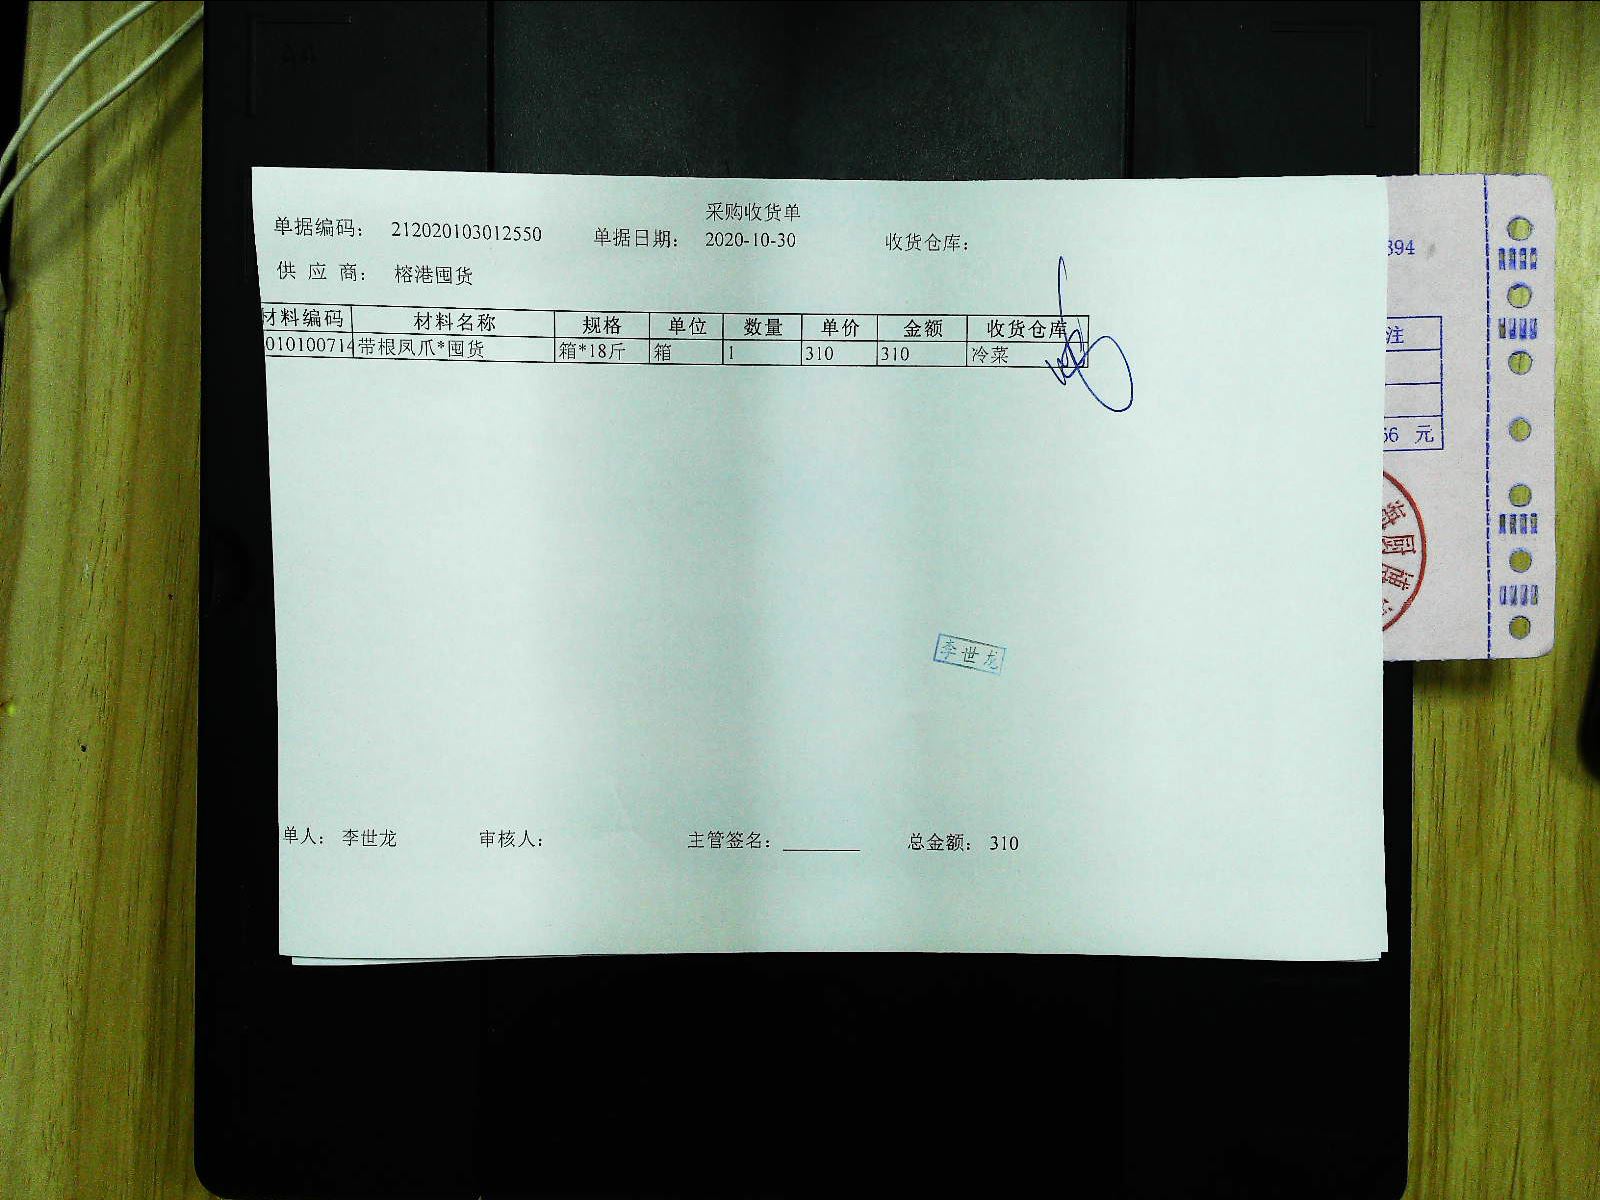 采购收货单
单据编码： 212020103012550 单据日期： 2020-10-30 收货仓库：
供 应 商： 榕港囤货
材料编码 材料名称 规格 单位 数量 单价 金额 收货仓库
010100714 带根凤爪*囤货 箱*18斤 箱 1 310 310 冷菜
李世龙
单人： 李世龙 审核人： 主管签名： ________ 总金额： 310
394
注
66 元